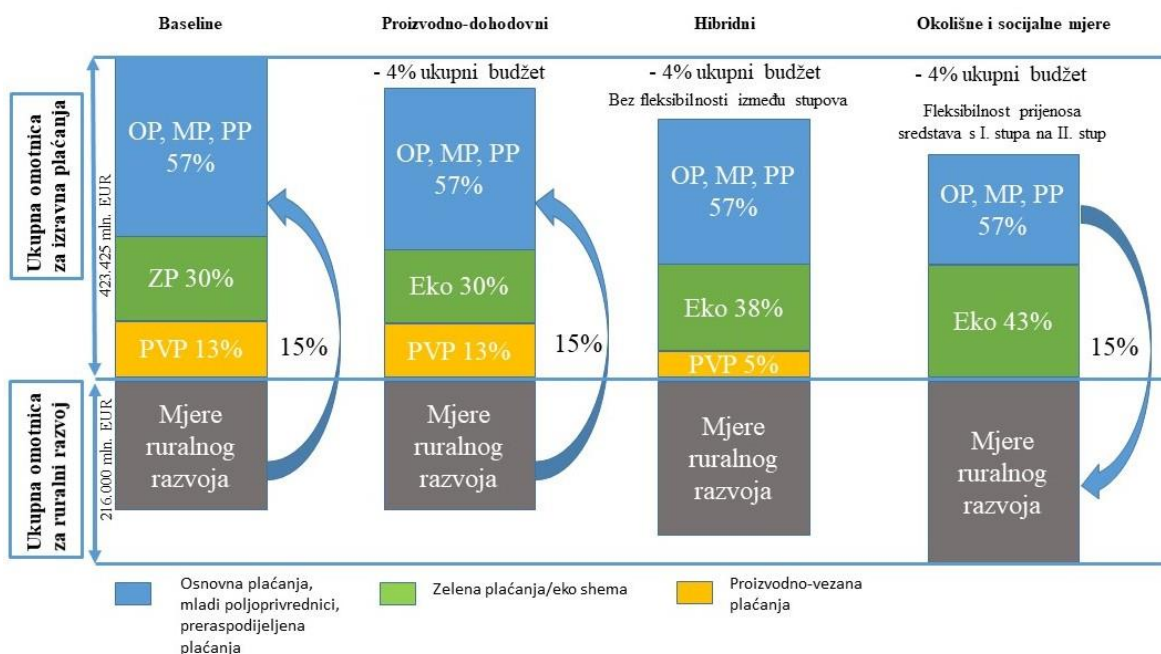 Baseline
Proizvodno-dohodovni
Hibridni
Okolišne i socijalne mjere
Ukupna omotnica
za izravna plaćanja
423.425 mln. EUR
OP, MP, PP
57%
ZP 30%
PVP 13%
15%
- 4% ukupni budžet
OP, MP, PP
57%
Eko 30%
PVP 13%
15%
- 4% ukupni budžet
Bez fleksibilnosti između stupova
OP, MP, PP
57%
Eko 38%
PVP 5%
- 4% ukupni budžet
Fleksibilnost prijenosa
sredstava s I. stupa na II. stup
OP, MP, PP
57%
Eko 43%
15%
Ukupna omotnica
za ruralni razvoj
216.000 mln. EUR
Mjere
ruralnog
razvoja
Mjere
ruralnog
razvoja
Mjere
ruralnog
razvoja
Mjere
ruralnog
razvoja
Osnovna plaćanja,
mladi poljoprivrednici,
preraspodijeljena
plaćanja
Zelena plaćanja/eko shema
Proizvodno-vezana
plaćanja